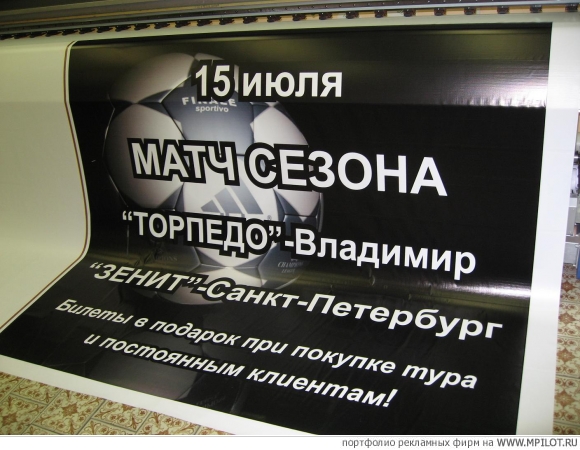 15 июля
FINALE
sportivo
МАТЧ СЕЗОНА
"ТОРПЕДО"-Владимир
"ЗЕНИТ"-Санкт-Петербург
Билеты в подарок при покупке тура
и постоянным клиентам!
портфолио рекламных фирм на WWW.MPILOT.RU